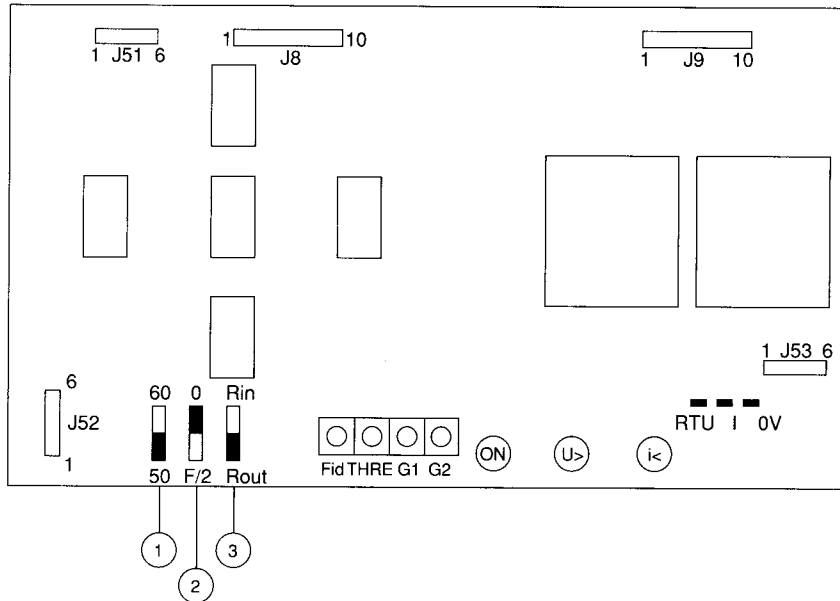 1 J51 6
1 J8 10
1 J9 10
1 J53 6
6
J52
1
60 0 Rin
50 F/2 Rout
Fid THRE G1 G2
ON
U>
i<
RTU I 0V
1
2
3